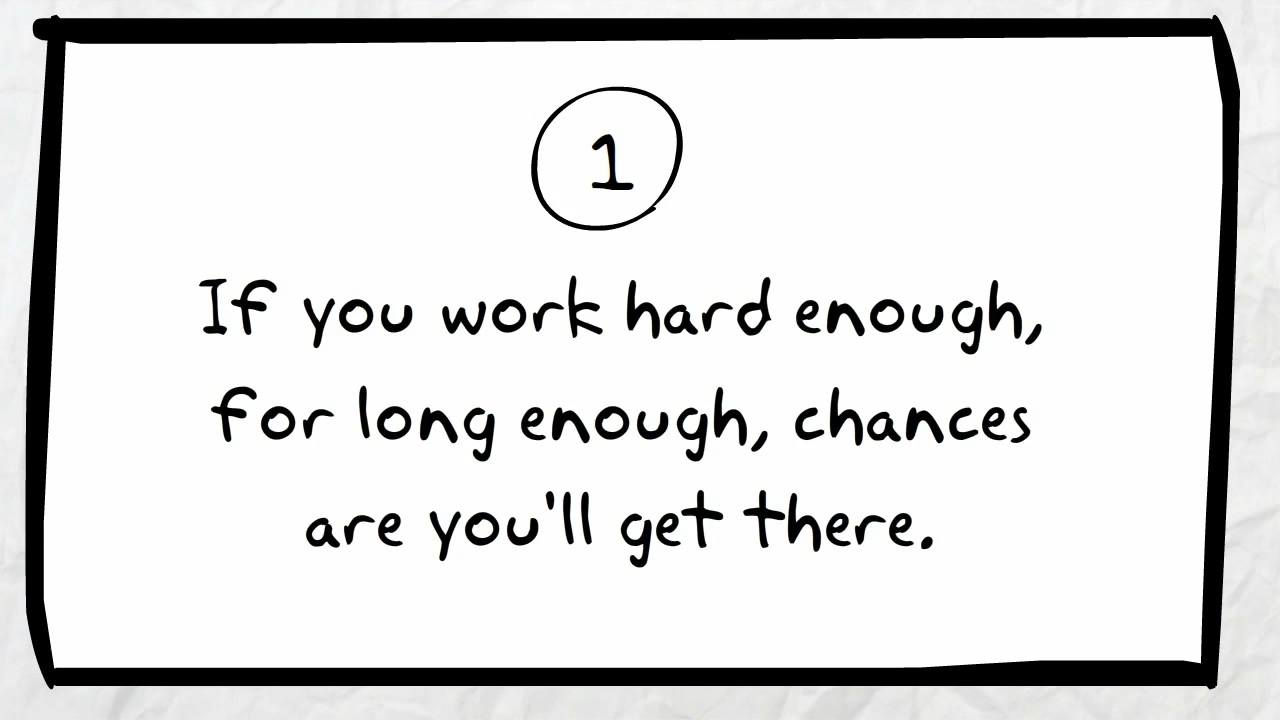 1
If you work hard enough,
for long enough, chances
are you'll get there.